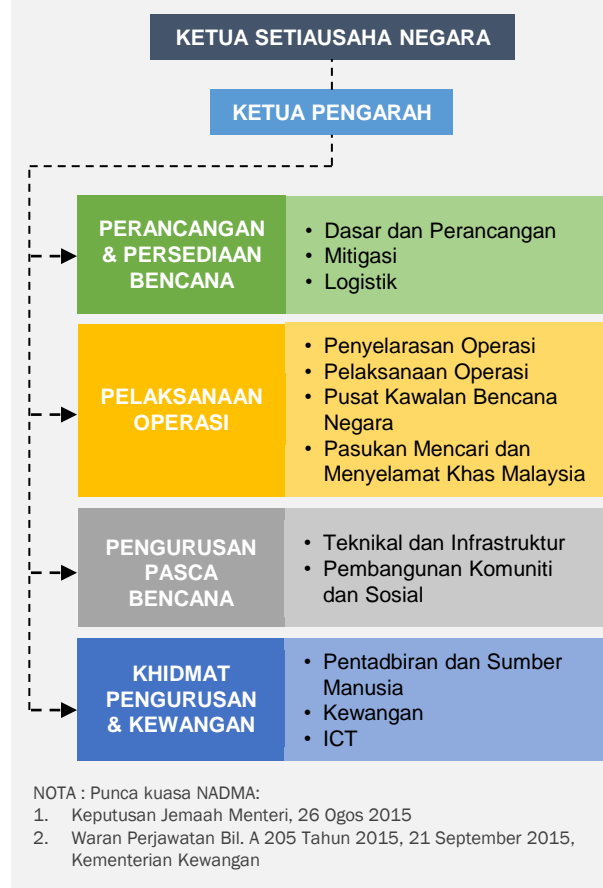 KETUA SETIAUSAHA NEGARA
KETUA PENGARAH
PERANCANGAN
& PERSEDIAAN
BENCANA
• Dasar dan Perancangan
• Mitigasi
• Logistik
PELAKSANAAN
OPERASI
• Penyelarasan Operasi
• Pelaksanaan Operasi
• Pusat Kawalan Bencana
Negara
• Pasukan Mencari dan
Menyelamat Khas Malaysia
PENGURUSAN
PASCA
BENCANA
• Teknikal dan Infrastruktur
• Pembangunan Komuniti
dan Sosial
KHIDMAT
PENGURUSAN
& KEWANGAN
• Pentadbiran dan Sumber
Manusia
• Kewangan
• ICT
NOTA : Punca kuasa NADMA:
1. Keputusan Jemaah Menteri, 26 Ogos 2015
2. Waran Perjawatan Bil. A 205 Tahun 2015, 21 September 2015,
Kementerian Kewangan